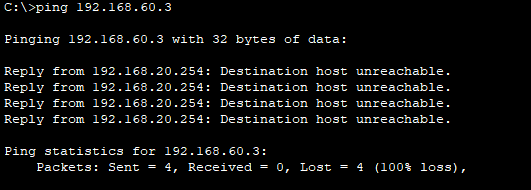 C:\>ping 192.168.60.3
Pinging 192.168.60.3 with 32 bytes of data:
Reply from 192.168.20.254: Destination host unreachable.
Reply from 192.168.20.254: Destination host unreachable.
Reply from 192.168.20.254: Destination host unreachable.
Reply from 192.168.20.254: Destination host unreachable.
Ping statistics for 192.168.60.3:
Packets: Sent = 4, Received = 0, Lost = 4 (100% loss),